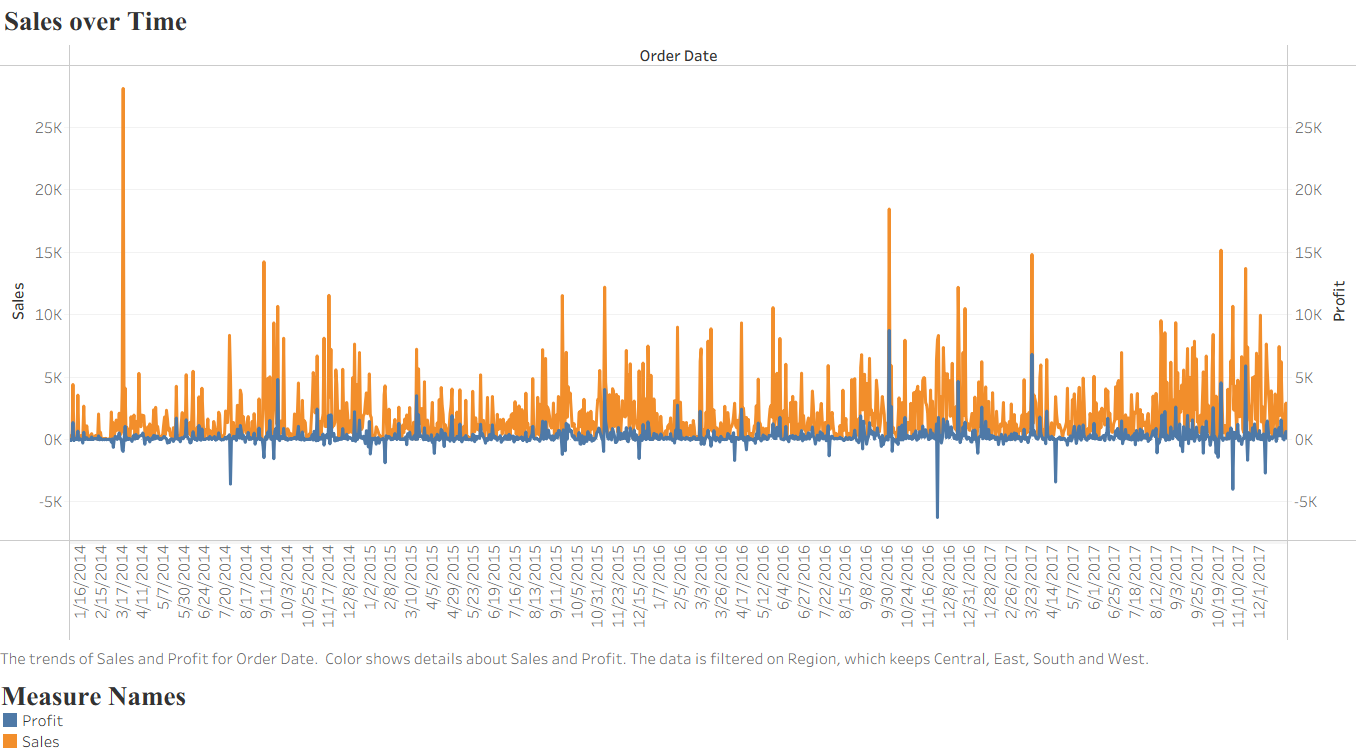 Sales over Time
Order Date
25K
20K
15K
10K
5K
0K
-5K
Sales
25K
20K
15K
10K
5K
0K
-5K
Profit
1/16/2014
2/15/2014
3/17/2014
4/11/2014
5/7/2014
5/30/2014
6/24/2014
7/20/2014
8/17/2014
9/11/2014
10/3/2014
10/25/2014
11/17/2014
12/8/2014
1/2/2015
2/8/2015
3/10/2015
4/5/2015
4/29/2015
5/23/2015
6/19/2015
7/16/2015
8/13/2015
9/11/2015
10/5/2015
10/31/2015
11/23/2015
12/15/2015
1/7/2016
2/5/2016
3/3/2016
3/26/2016
4/17/2016
5/12/2016
6/4/2016
6/27/2016
7/22/2016
8/15/2016
9/8/2016
9/30/2016
10/24/2016
11/16/2016
12/8/2016
12/31/2016
1/28/2017
2/26/2017
3/23/2017
4/14/2017
5/7/2017
6/1/2017
6/25/2017
7/18/2017
8/12/2017
9/3/2017
9/25/2017
10/19/2017
11/10/2017
12/1/2017
The trends of Sales and Profit for Order Date.  Color shows details about Sales and Profit. The data is filtered on Region, which keeps Central, East, South and West.
Measure Names
Profit
Sales